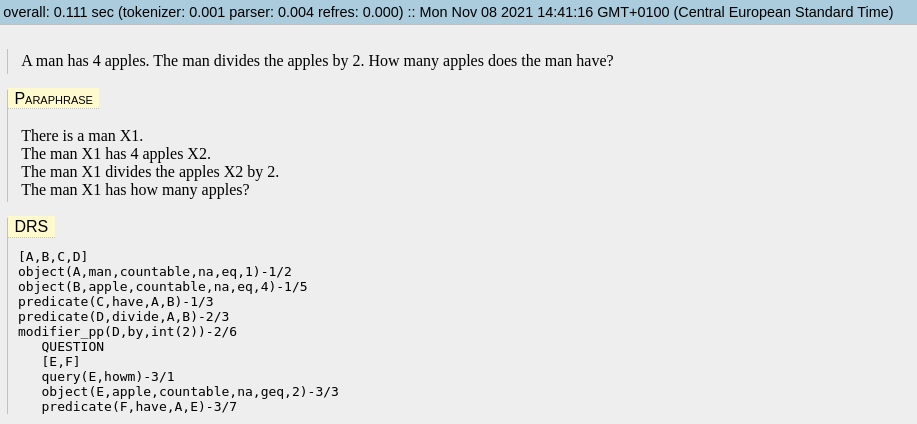 overall: 0.111 sec (tokenizer: 0.001 parser: 0.004 refres: 0.000) :: Mon Nov 08 2021 14:41:16 GMT+0100 (Central European Standard Time)
A man has 4 apples. The man divides the apples by 2. How many apples does the man have?
Paraphrase
There is a man X1.
The man X1 has 4 apples X2.
The man X1 divides the apples X2 by 2.
The man X1 has how many apples?
DRS
[A,B,C,D]
object(A,man,countable,na,eq,1)-1/2
object(B,apple,countable,na,eq,4)-1/5
predicate(C,have,A,B)-1/3
predicate(D,divide,A,B)-2/3
modifier_pp(D,by,int(2))-2/6
QUESTION
[E,F]
query(E,howm)-3/1
object(E,apple,countable,na,geq,2)-3/3
predicate(F,have,A,E)-3/7